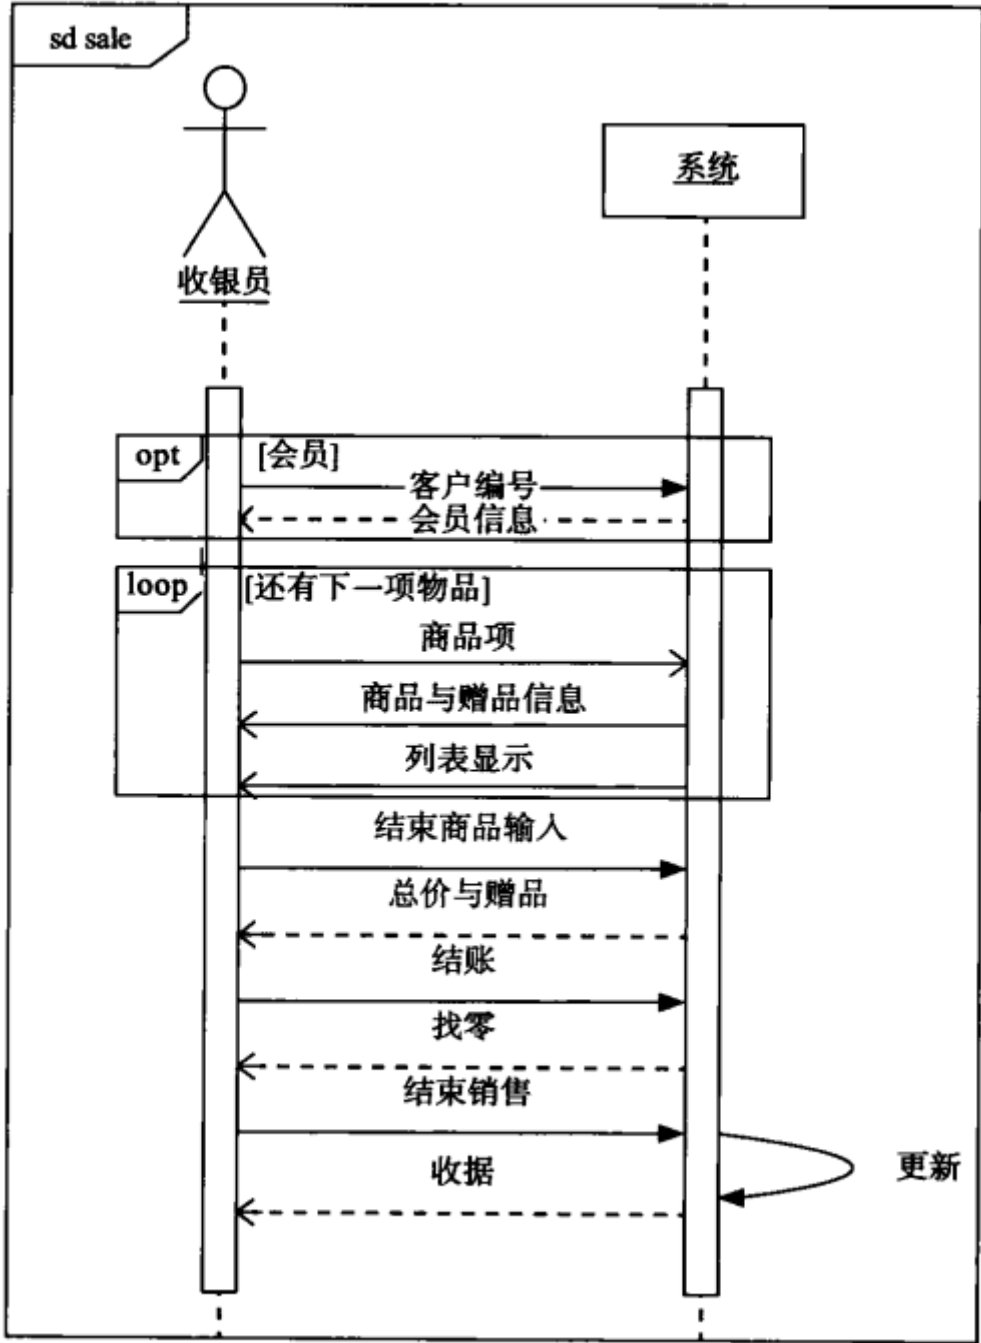 sd sale
系统
收银员
opt
[会员]
客户编号
会员信息
loop
[还有下一项物品]
商品项
商品与赠品信息
列表显示
结束商品输入
总价与赠品
结账
找零
结束销售
收据
更新